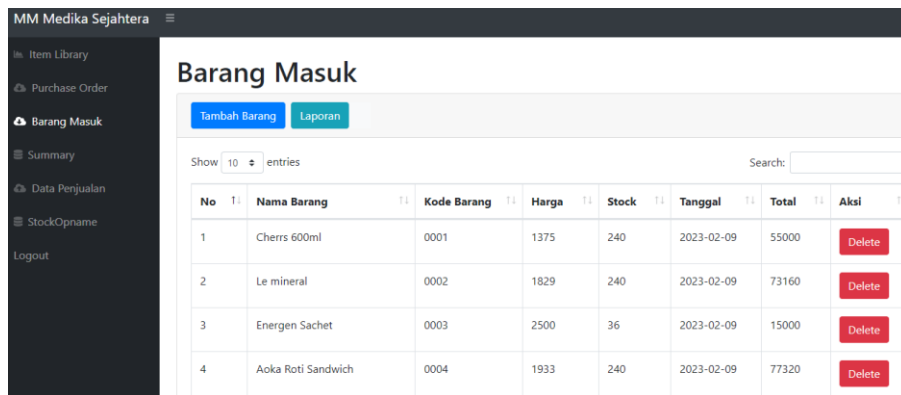 MM Medika Sejahtera
Item Library
Purchase Order
Barang Masuk
Summary
Data Penjualan
StockOpname
Logout
Barang Masuk
Tambah Barang Laporan
Show 10 entries Search:
No Nama Barang Kode Barang Harga Stock Tanggal Total Aksi
1 Cherrs 600ml 0001 1375 240 2023-02-09 55000 Delete
2 Le mineral 0002 1829 240 2023-02-09 73160 Delete
3 Energen Sachet 0003 2500 36 2023-02-09 15000 Delete
4 Aoka Roti Sandwich 0004 1933 240 2023-02-09 77320 Delete